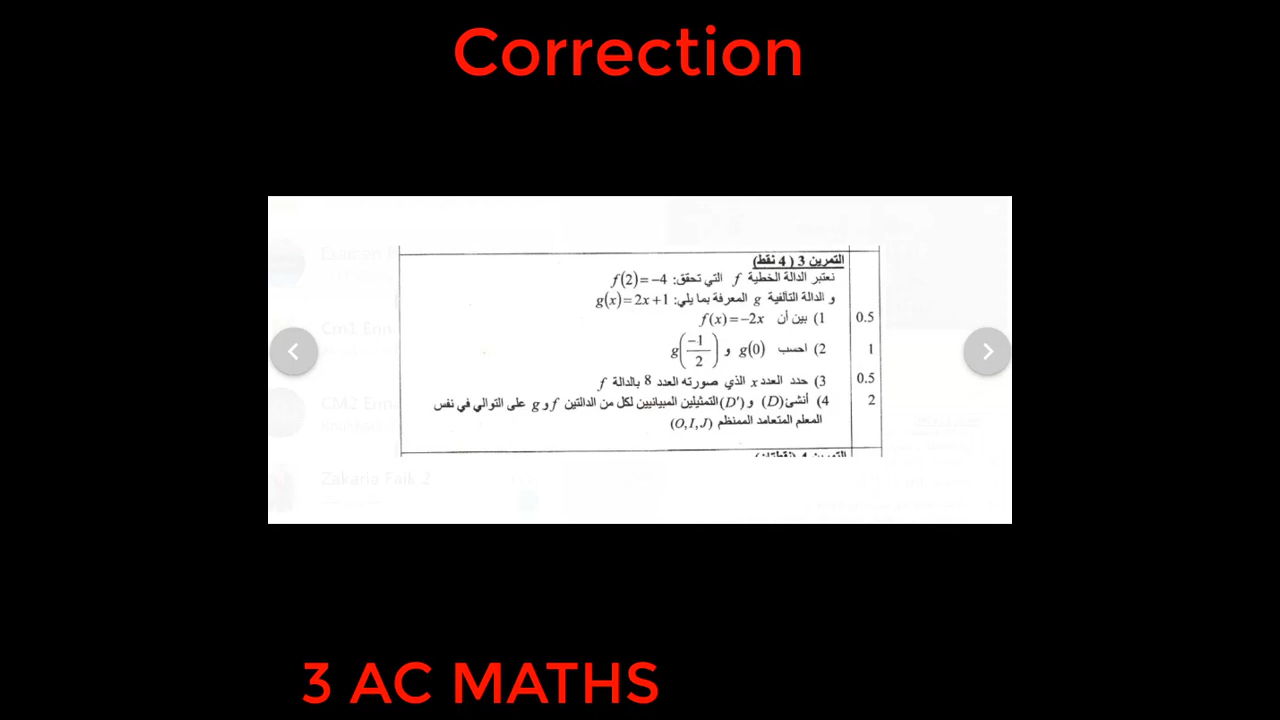 Correction
التمرين 3 ( 4 نقط)
نعتبر الدالة الخطية f التي تحقق: f(2)=-4
و الدالة التآلفية g المعرفة بما يلي: g(x)=2x+1
0.5 1) بين أن f(x)=-2x
1 2) احسب g(0) و g(-1/2)
0.5 3) حدد العدد x الذي صورته العدد 8 بالدالة f
2 4) أنشئ (D) و (D') التمثيلين المبيانيين لكل من الدالتين f و g على التوالي في نفس
المعلم المتعامد الممنظم (O,I,J)
Zakaria Faik 2
3 AC MATHS